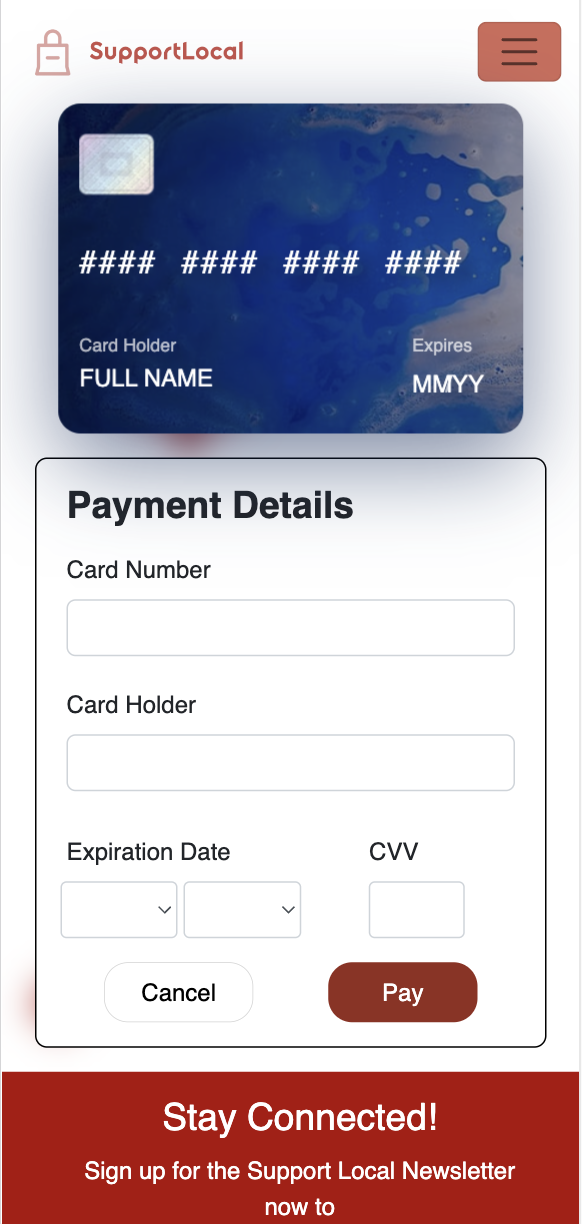 SupportLocal
#### #### #### ####
Card Holder Expires
FULL NAME MMYY
Payment Details
Card Number
Card Holder
Expiration Date CVV
Cancel Pay
Stay Connected!
Sign up for the Support Local Newsletter
now to